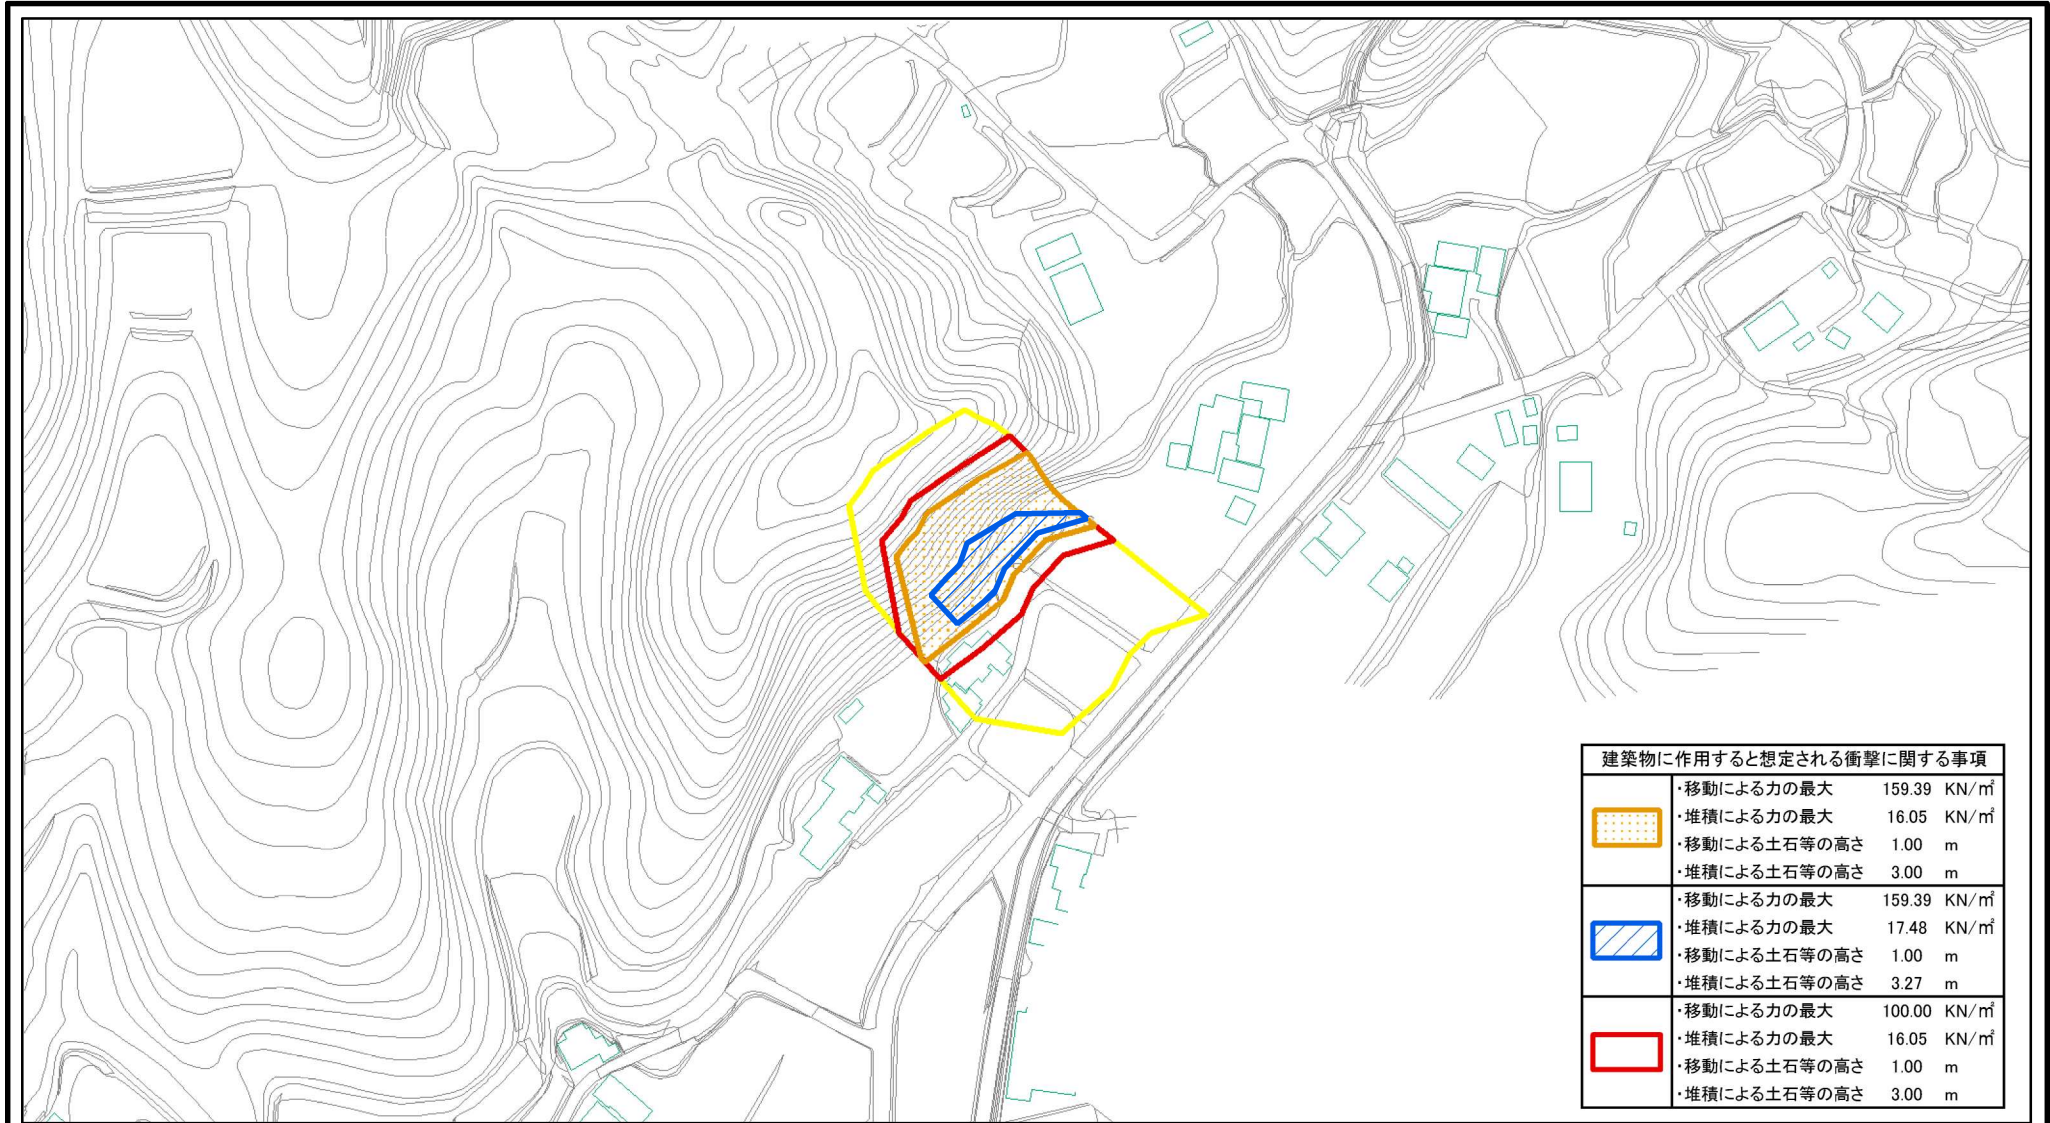 建築物に作用すると想定される衝撃に関する事項
・移動による力の最大 159.39 KN/㎡
・堆積による力の最大 16.05 KN/㎡
・移動による土石等の高さ 1.00 m
・堆積による土石等の高さ 3.00 m
・移動による力の最大 159.39 KN/㎡
・堆積による力の最大 17.48 KN/㎡
・移動による土石等の高さ 1.00 m
・堆積による土石等の高さ 3.27 m
・移動による力の最大 100.00 KN/㎡
・堆積による力の最大 16.05 KN/㎡
・移動による土石等の高さ 1.00 m
・堆積による土石等の高さ 3.00 m